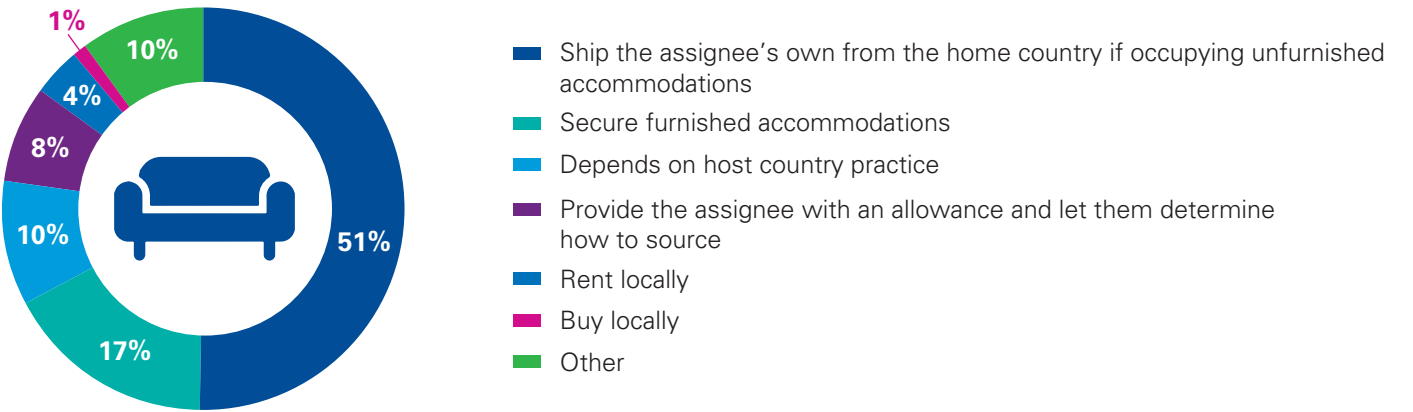 1%
10%
4%
8%
10%
17%
51%
Ship the assignee’s own from the home country if occupying unfurnished
accommodations
Secure furnished accommodations
Depends on host country practice
Provide the assignee with an allowance and let them determine
how to source
Rent locally
Buy locally
Other